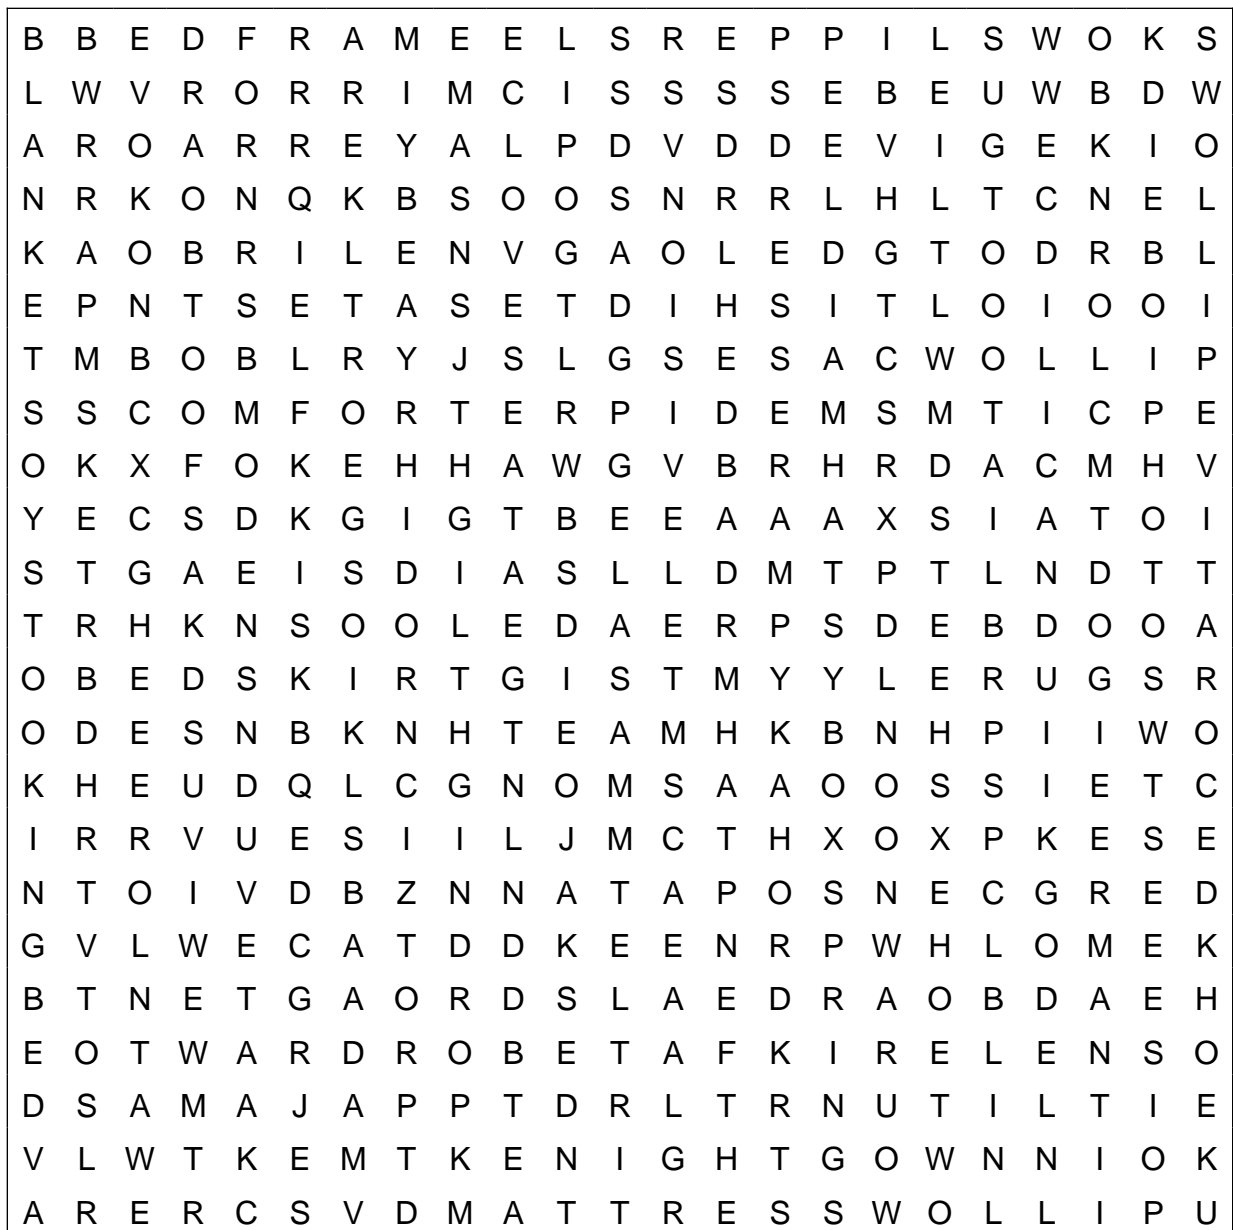 B B E D F R A M E E L S R E P P I L S W O K S
L W V R O R R I M C I S S S S E B E U W B D W
A R O A R R E Y A L P D V D D E V I G E K I O
N R K O N Q K B S O O S N R R L H L T C N E L
K A O B R I L E N V G A O L E D G T O D R B L
E P N T S E T A S E T D I H S I T L O I O O I
T M B O B L R Y J S L G S E S A C W O L L I P
S S C O M F O R T E R P I D E M S M T I C P E
O K X F O K E H H A W G V B R H R D A C M H V
Y E C S D K G I G T B E E A A A X S I A T O I
S T G A E I S D I A S L L D M T P T L N D T T
T R H K N S O O L E D A E R P S D E B D O O A
O B E D S K I R T G I S T M Y Y L E R U G S R
O D E S N B K N H T E A M H K B N H P I I W O
K H E U D Q L C G N O M S A A O O S S I E T C
I R R V U E S I I L J M C T H X O X P K E S E
N T O I V D B Z N N A T A P O S N E C G R E D
G V L W E C A T D D K E E N R P W H L O M E K
B T N E T G A O R D S L A E D R A O B D A E H
E O T W A R D R O B E T A F K I R E L E N S O
D S A M A J A P P T D R L T R N U T I L T I E
V L W T K E M T K E N I G H T G O W N N I O K
A R E R C S V D M A T T R E S S W O L L I P U